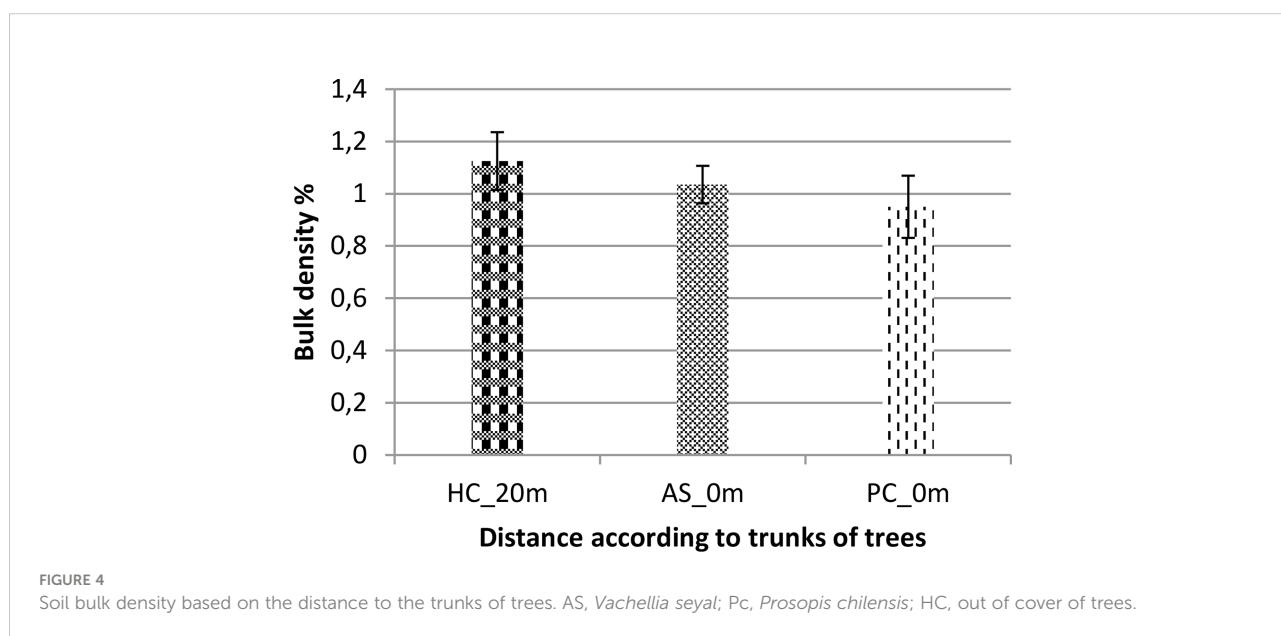 1,4
1,2
1
0,8
0,6
0,4
0,2
0
Bulk density %
HC_20m AS_0m PC_0m
Distance according to trunks of trees
FIGURE 4
Soil bulk density based on the distance to the trunks of trees. AS, Vachellia seyal; Pc, Prosopis chilensis; HC, out of cover of trees.